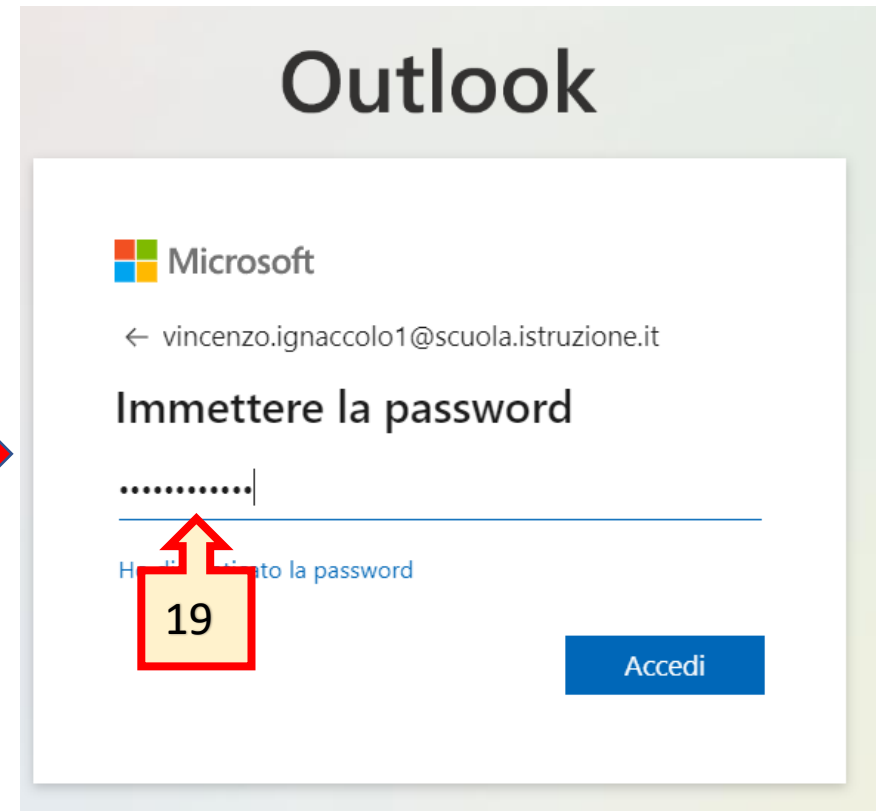 Outlook
Microsoft
← vincenzo.ignaccolo1@scuola.istruzione.it
Immettere la password
••••••••••••
la password
19
Accedi